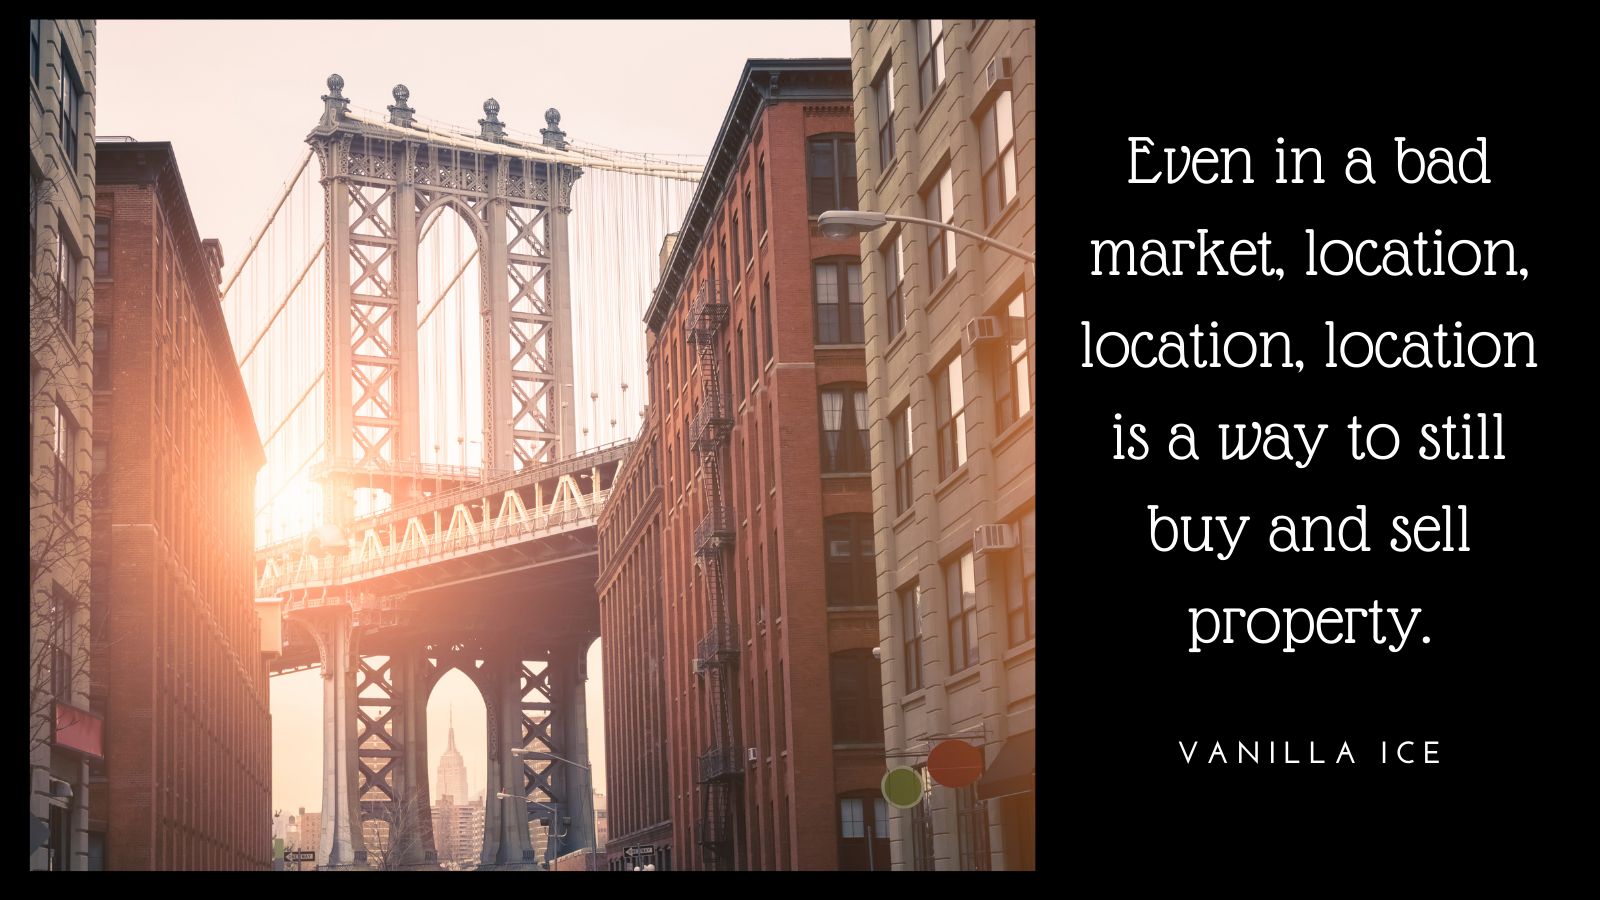 Even in a bad
market, location,
location, location
is a way to still
buy and sell
property.
VANILLA ICE